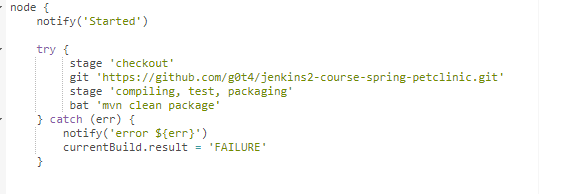 node {
notify('Started')
try {
stage 'checkout'
git 'https://github.com/g0t4/jenkins2-course-spring-petclinic.git'
stage 'compiling, test, packaging'
bat 'mvn clean package'
} catch (err) {
notify('error ${err}')
currentBuild.result = 'FAILURE'
}